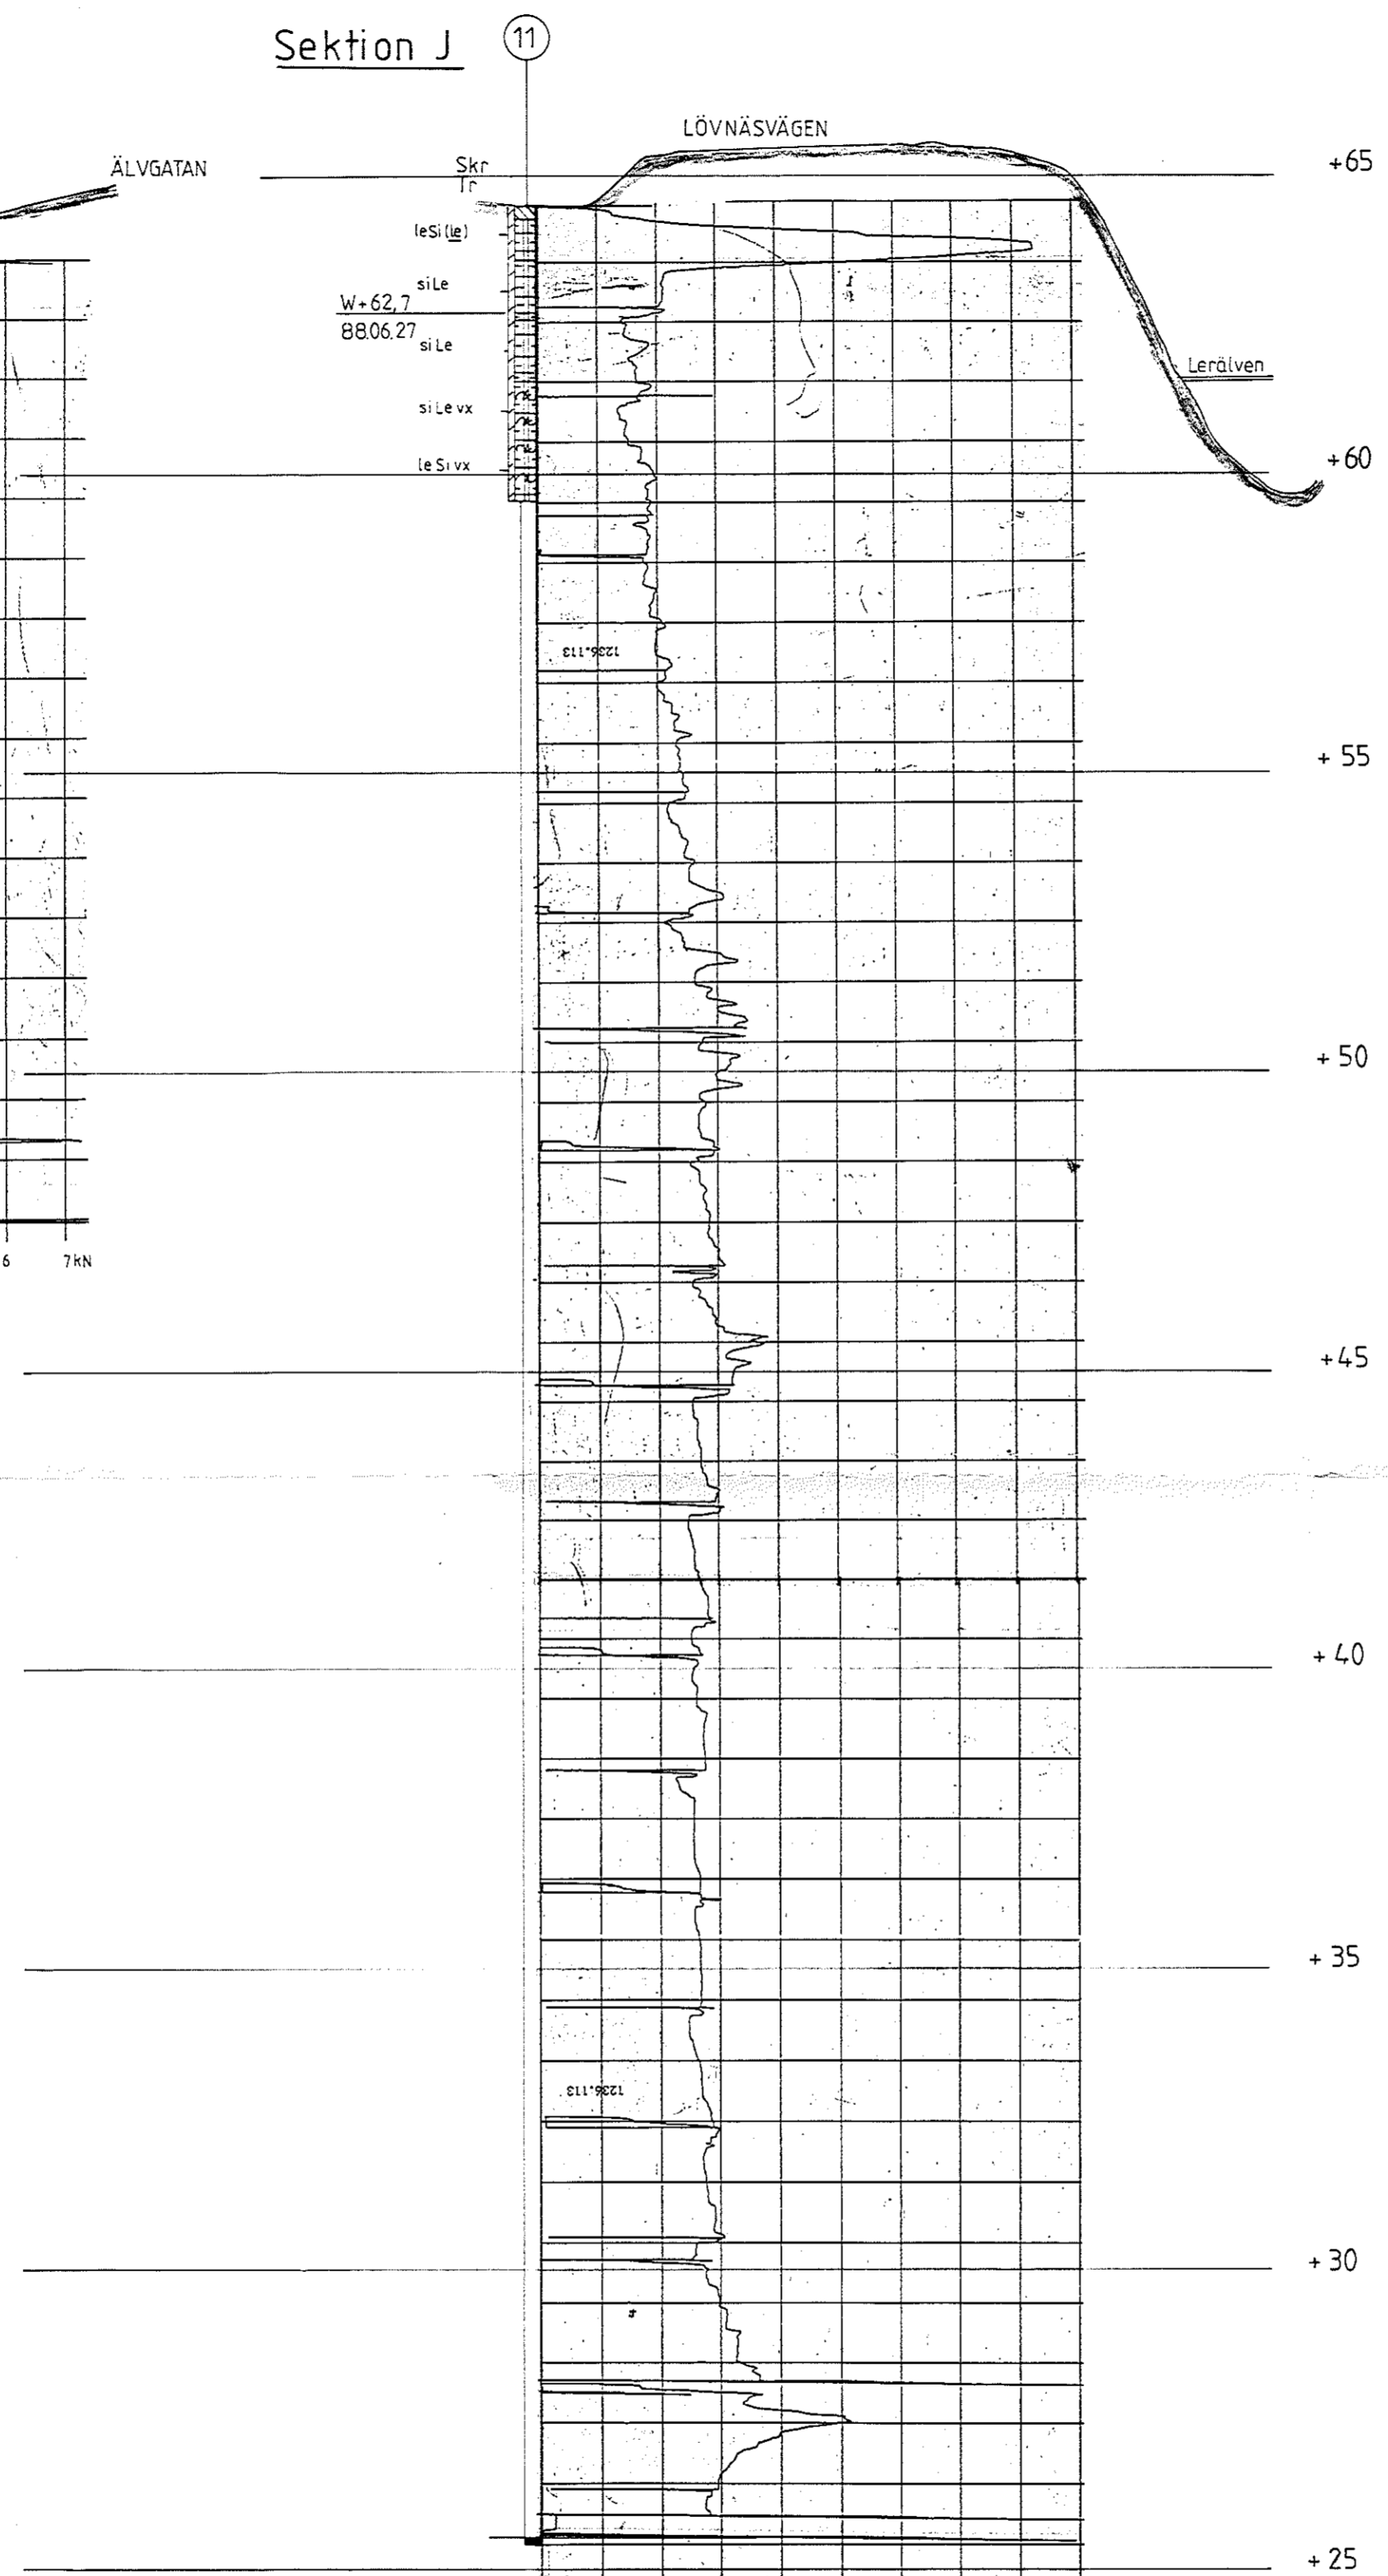 Sektion J
11
LÖVNÄSVÄGEN
ÄLVGATAN
Skr
Tr
+65
leSi(le)
siLe
W+62,7
88.06.27
siLe
Lerälven
siLe vx
leSi vx
+60
1236.113
+55
+50
6 7kN
+45
+40
+35
1236.113
+30
+25